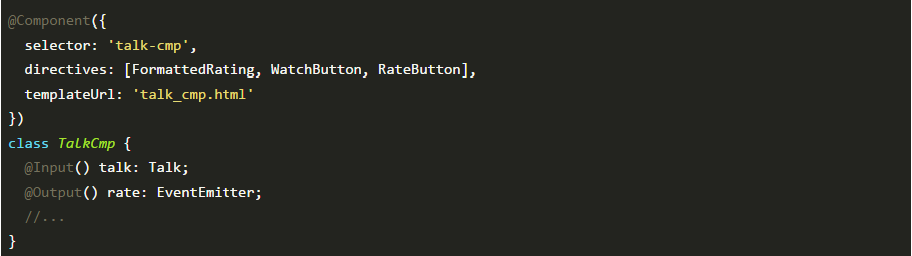 @Component({
  selector: 'talk-cmp',
  directives: [FormattedRating, WatchButton, RateButton],
  templateUrl: 'talk_cmp.html'
})
class TalkCmp {
  @Input() talk: Talk;
  @Output() rate: EventEmitter;
  //...
}